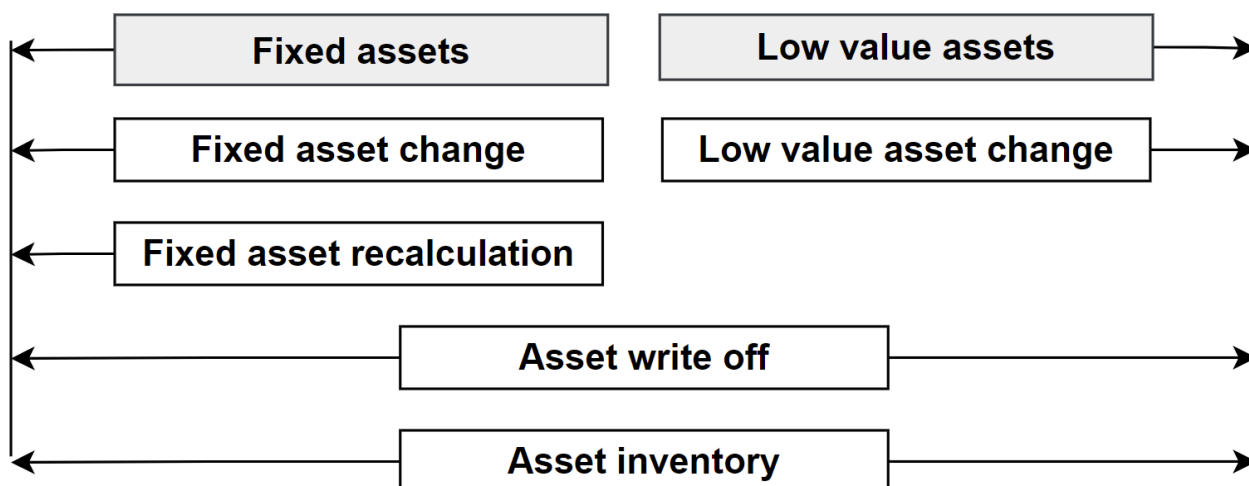 Fixed assets
Low value assets
Fixed asset change
Low value asset change
Fixed asset recalculation
Asset write off
Asset inventory